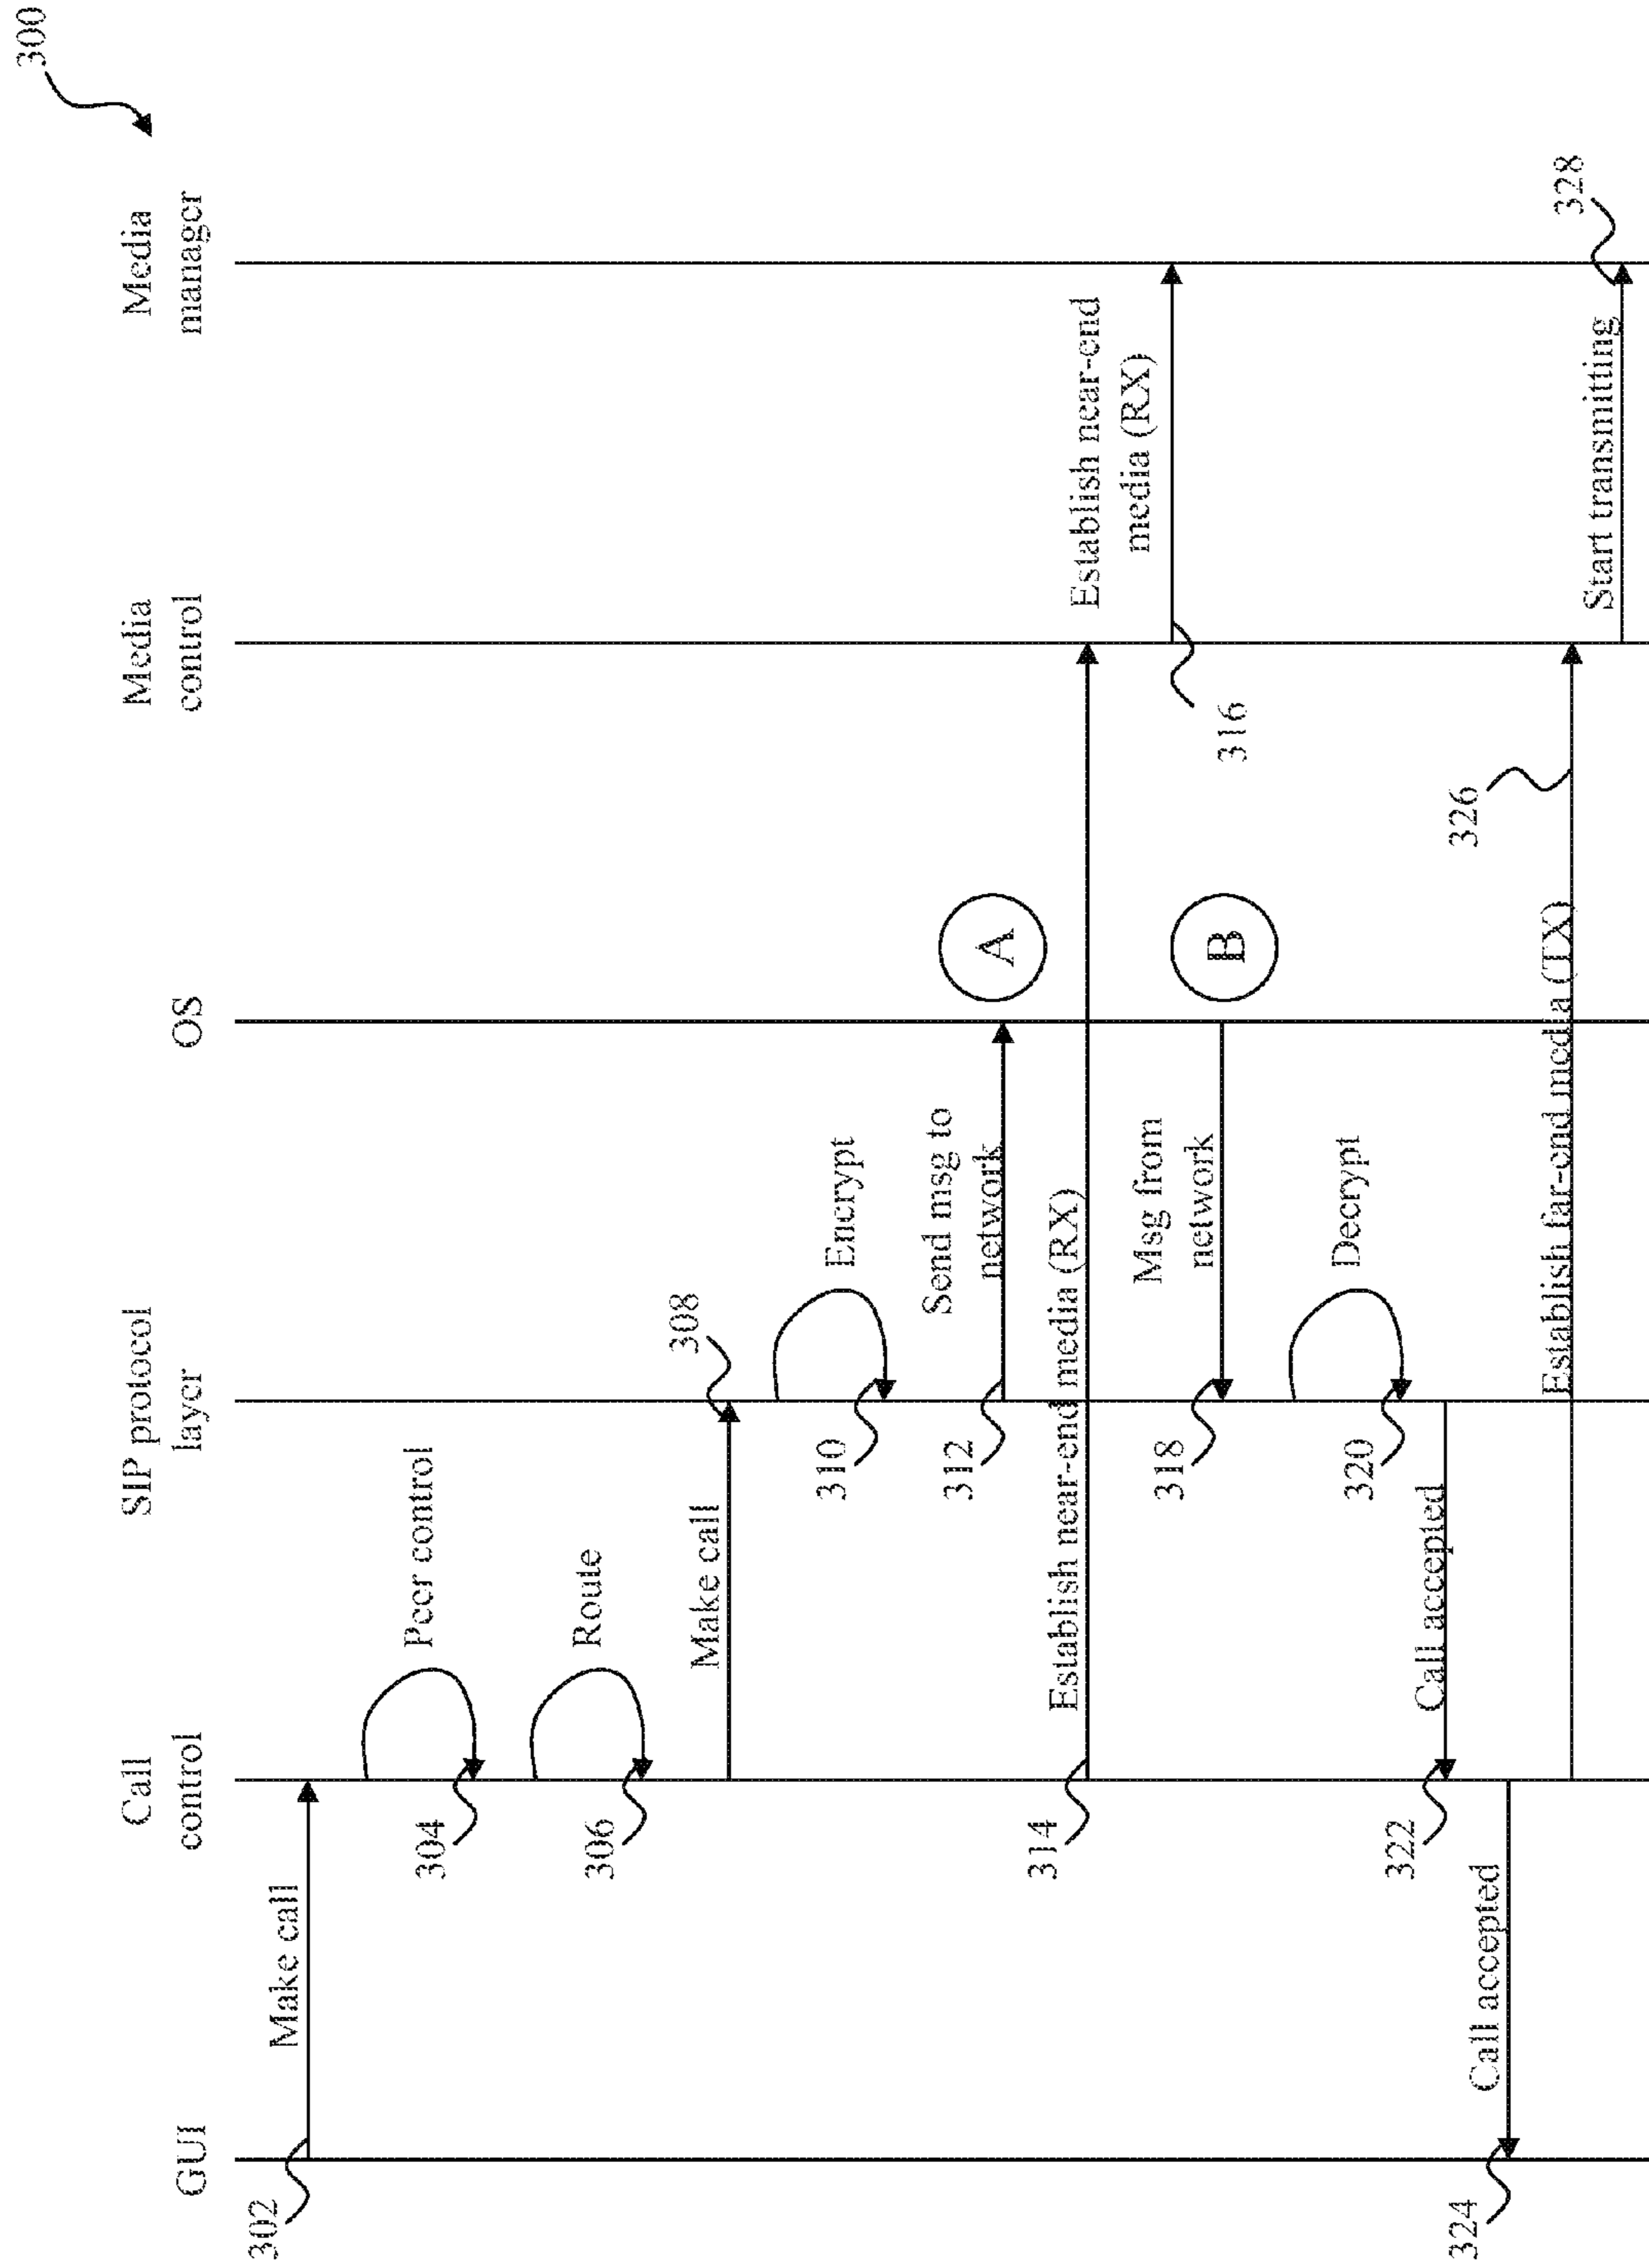 300
GUI
Call
control
SIP protocol
layer
OS
Media
control
Media
manager
302
Make call
304
Peer control
306
Route
Make call
308
310
Encrypt
312
Send msg to
network
A
314
Establish near-end media (RX)
Establish near-end
media (RX)
316
318
Msg from
network
B
320
Decrypt
322
Call accepted
324
Call accepted
Establish far-end media (TX)
326
Start transmitting
328